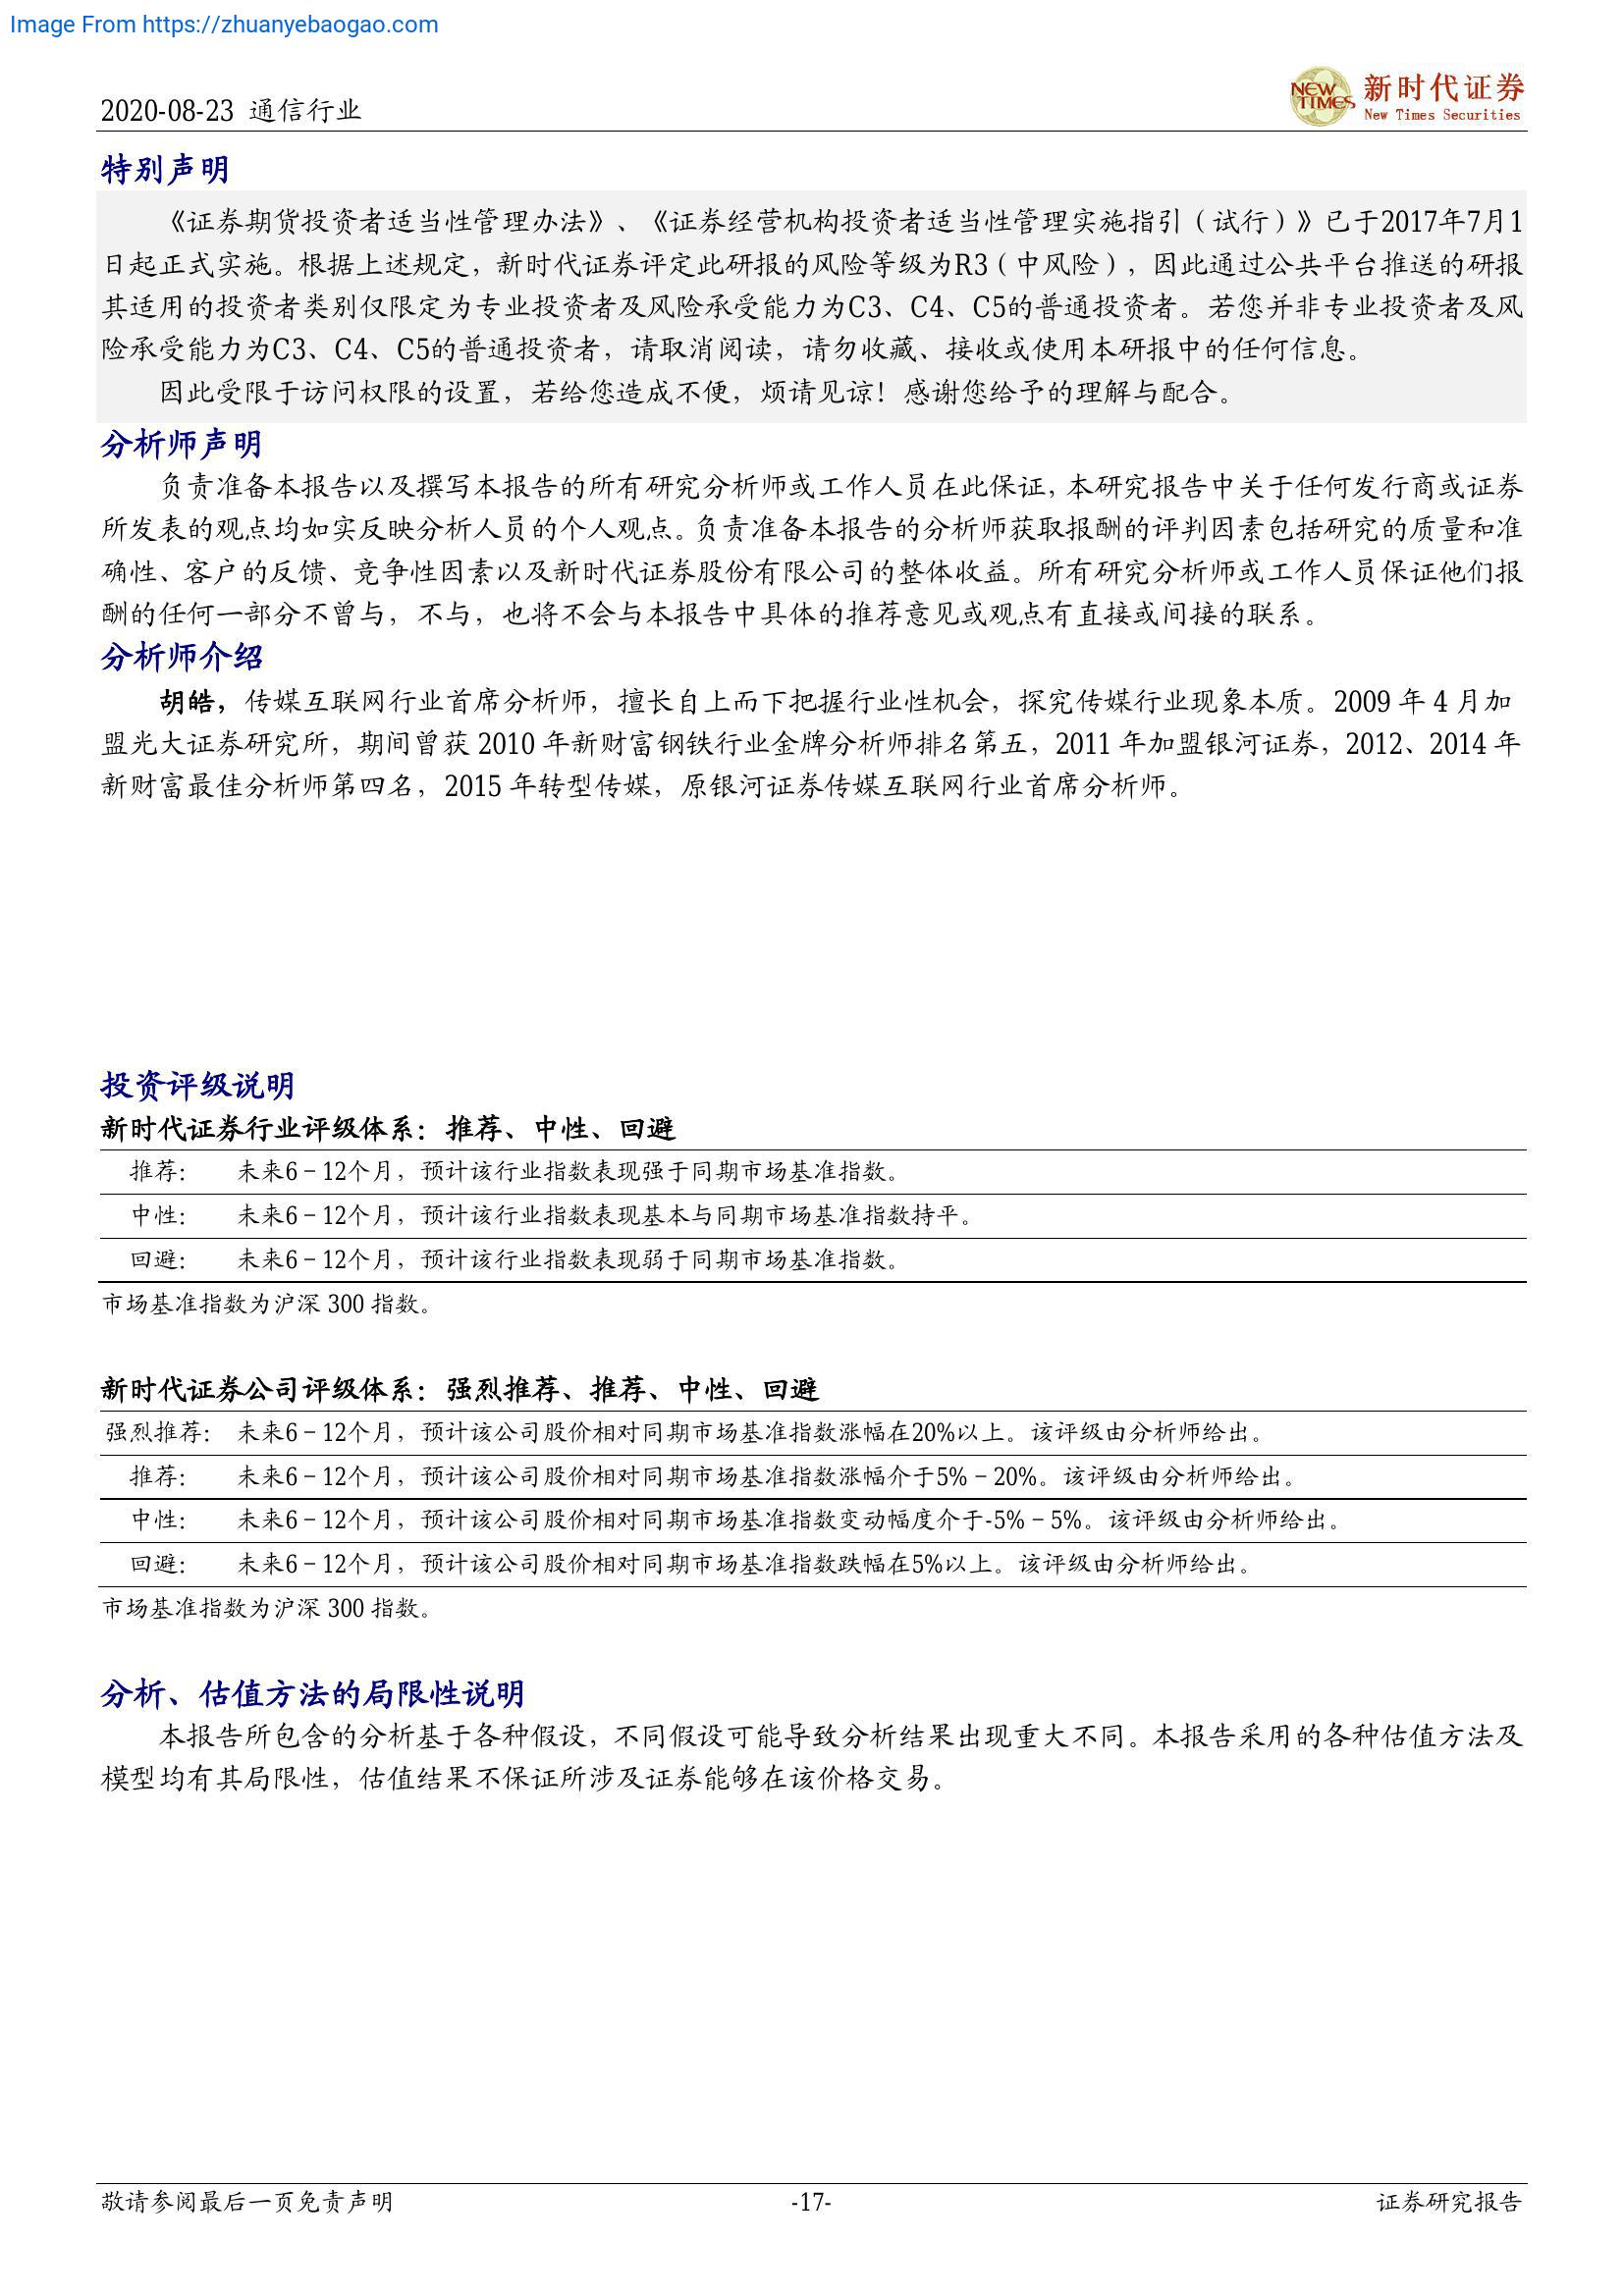 Image From https://zhuanyebaogao.com
2020-08-23 通信行业
NEW TIMES
新时代证券
New Times Securities
特别声明
《证券期货投资者适当性管理办法》、《证券经营机构投资者适当性管理实施指引（试行）》已于2017年7月1
日起正式实施。根据上述规定，新时代证券评定此研报的风险等级为R3（中风险），因此通过公共平台推送的研报
其适用的投资者类别仅限定为专业投资者及风险承受能力为C3、C4、C5的普通投资者。若您并非专业投资者及风
险承受能力为C3、C4、C5的普通投资者，请取消阅读，请勿收藏、接收或使用本研报中的任何信息。
因此受限于访问权限的设置，若给您造成不便，烦请见谅！感谢您给予的理解与配合。
分析师声明
负责准备本报告以及撰写本报告的所有研究分析师或工作人员在此保证，本研究报告中关于任何发行商或证券
所发表的观点均如实反映分析人员的个人观点。负责准备本报告的分析师获取报酬的评判因素包括研究的质量和准
确性、客户的反馈、竞争性因素以及新时代证券股份有限公司的整体收益。所有研究分析师或工作人员保证他们报
酬的任何一部分不曾与，不与，也将不会与本报告中具体的推荐意见或观点有直接或间接的联系。
分析师介绍
胡皓，传媒互联网行业首席分析师，擅长自上而下把握行业性机会，探究传媒行业现象本质。2009 年 4 月加
盟光大证券研究所，期间曾获 2010 年新财富钢铁行业金牌分析师排名第五，2011 年加盟银河证券，2012、2014 年
新财富最佳分析师第四名，2015 年转型传媒，原银河证券传媒互联网行业首席分析师。
投资评级说明
新时代证券行业评级体系：推荐、中性、回避
推荐： 未来6－12个月，预计该行业指数表现强于同期市场基准指数。
中性： 未来6－12个月，预计该行业指数表现基本与同期市场基准指数持平。
回避： 未来6－12个月，预计该行业指数表现弱于同期市场基准指数。
市场基准指数为沪深 300 指数。
新时代证券公司评级体系：强烈推荐、推荐、中性、回避
强烈推荐： 未来6－12个月，预计该公司股价相对同期市场基准指数涨幅在20%以上。该评级由分析师给出。
推荐： 未来6－12个月，预计该公司股价相对同期市场基准指数涨幅介于5%－20%。该评级由分析师给出。
中性： 未来6－12个月，预计该公司股价相对同期市场基准指数变动幅度介于-5%－5%。该评级由分析师给出。
回避： 未来6－12个月，预计该公司股价相对同期市场基准指数跌幅在5%以上。该评级由分析师给出。
市场基准指数为沪深 300 指数。
分析、估值方法的局限性说明
本报告所包含的分析基于各种假设，不同假设可能导致分析结果出现重大不同。本报告采用的各种估值方法及
模型均有其局限性，估值结果不保证所涉及证券能够在该价格交易。
敬请参阅最后一页免责声明 -17- 证券研究报告